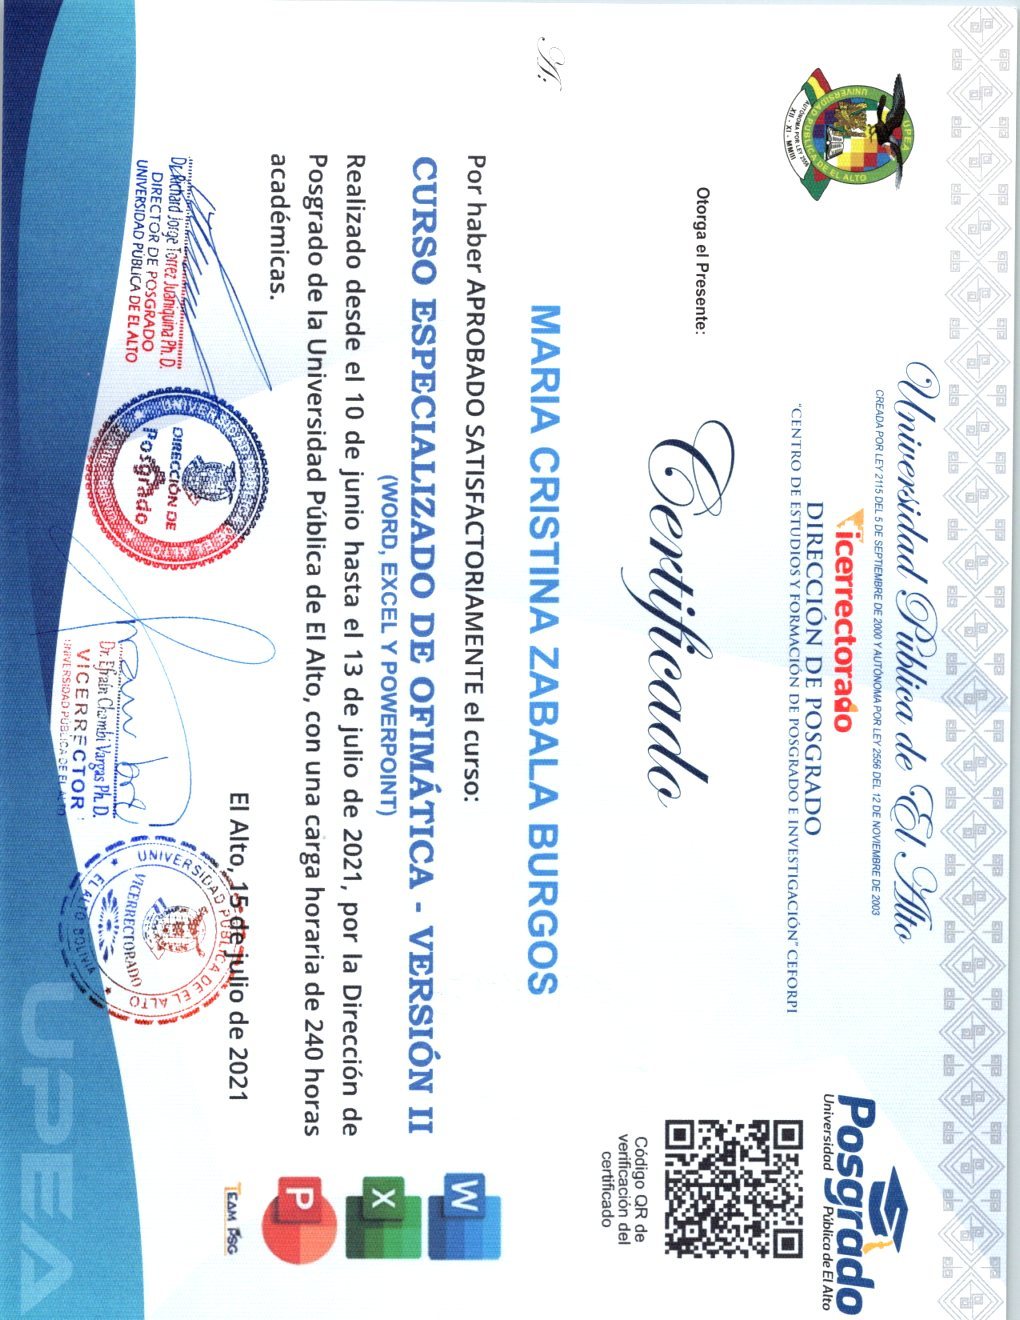 Universidad Pública de El Alto
CREADA POR LEY 2115 DEL 5 DE SEPTIEMBRE DE 2000 Y AUTÓNOMA POR LEY 2556 DEL 12 DE NOVIEMBRE DE 2003
Vicerrectorado
DIRECCIÓN DE POSGRADO
"CENTRO DE ESTUDIOS Y FORMACIÓN DE POSGRADO E INVESTIGACIÓN" CEFORPI
UPEA
UNIVERSIDAD PÚBLICA DE EL ALTO
AUTÓNOMA POR LEY 2556
XII - XI - MMIII
Posgrado
Universidad Pública de El Alto
Otorga el Presente:
Certificado
Código QR de
verificación del
certificado
A:
MARIA CRISTINA ZABALA BURGOS
Por haber APROBADO SATISFACTORIAMENTE el curso:
CURSO ESPECIALIZADO DE OFIMÁTICA - VERSIÓN II
(WORD, EXCEL Y POWERPOINT)
Realizado desde el 10 de junio hasta el 13 de julio de 2021, por la Dirección de
Posgrado de la Universidad Pública de El Alto, con una carga horaria de 240 horas
académicas.
W
X
P
TEAM PSG
El Alto, 15 de julio de 2021
Dr. Richard Jorge Torrez Juaniquina Ph. D.
DIRECTOR DE POSGRADO
UNIVERSIDAD PÚBLICA DE EL ALTO
DIRECCIÓN DE
Posgrado
Dr. Efraín Chambi Vargas Ph. D.
VICERRECTOR
UNIVERSIDAD PÚBLICA DE EL ALTO
UNIVERSIDAD PÚBLICA DE EL ALTO
VICERRECTORADO
EL ALTO BOLIVIA
UPEA